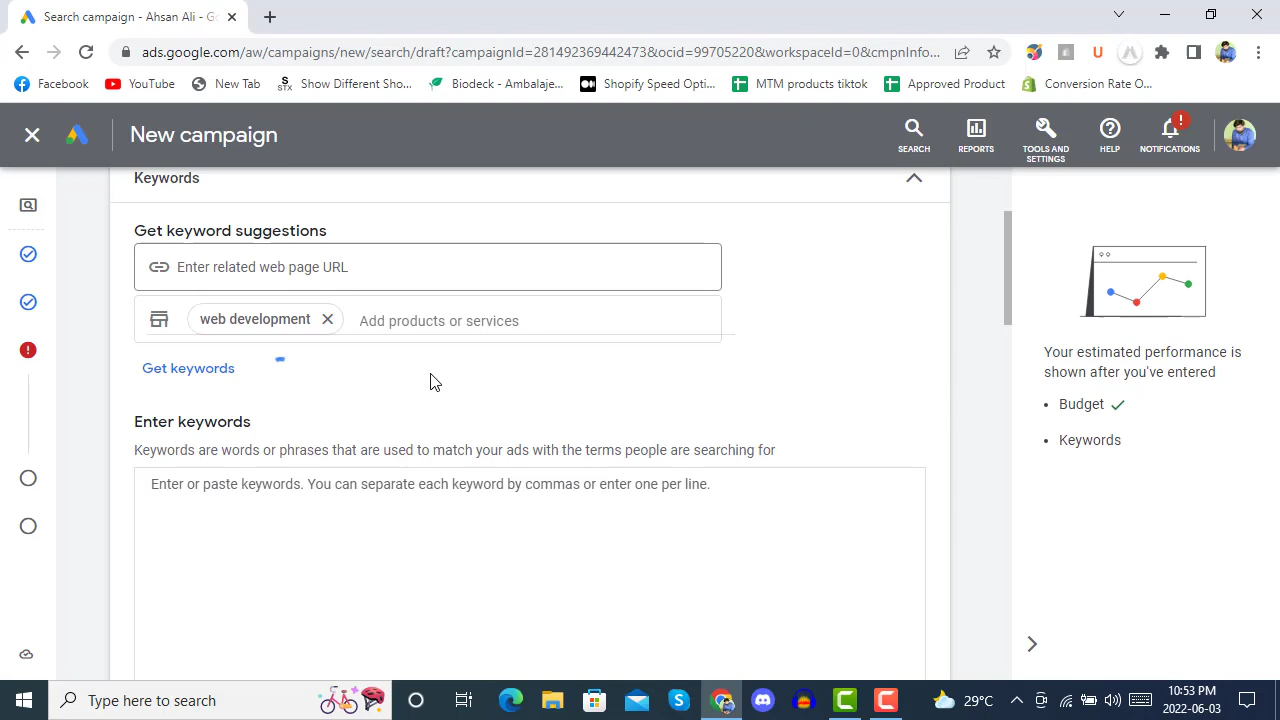 Search campaign - Ahsan Ali - Go
ads.google.com/aw/campaigns/new/search/draft?campaignId=281492369442473&ocid=99705220&workspaceId=0&cmpnInfo...
Facebook YouTube New Tab STX Show Different Sho... Biodeck - Ambalaje... Shopify Speed Opti... MTM products tiktok Approved Product Conversion Rate O...
New campaign
SEARCH REPORTS TOOLS AND SETTINGS HELP NOTIFICATIONS
Keywords
Get keyword suggestions
Enter related web page URL
web development Add products or services
Get keywords
Enter keywords
Keywords are words or phrases that are used to match your ads with the terms people are searching for
Enter or paste keywords. You can separate each keyword by commas or enter one per line.
Your estimated performance is
shown after you've entered
• Budget
• Keywords
Type here to search
29°C
10:53 PM
2022-06-03